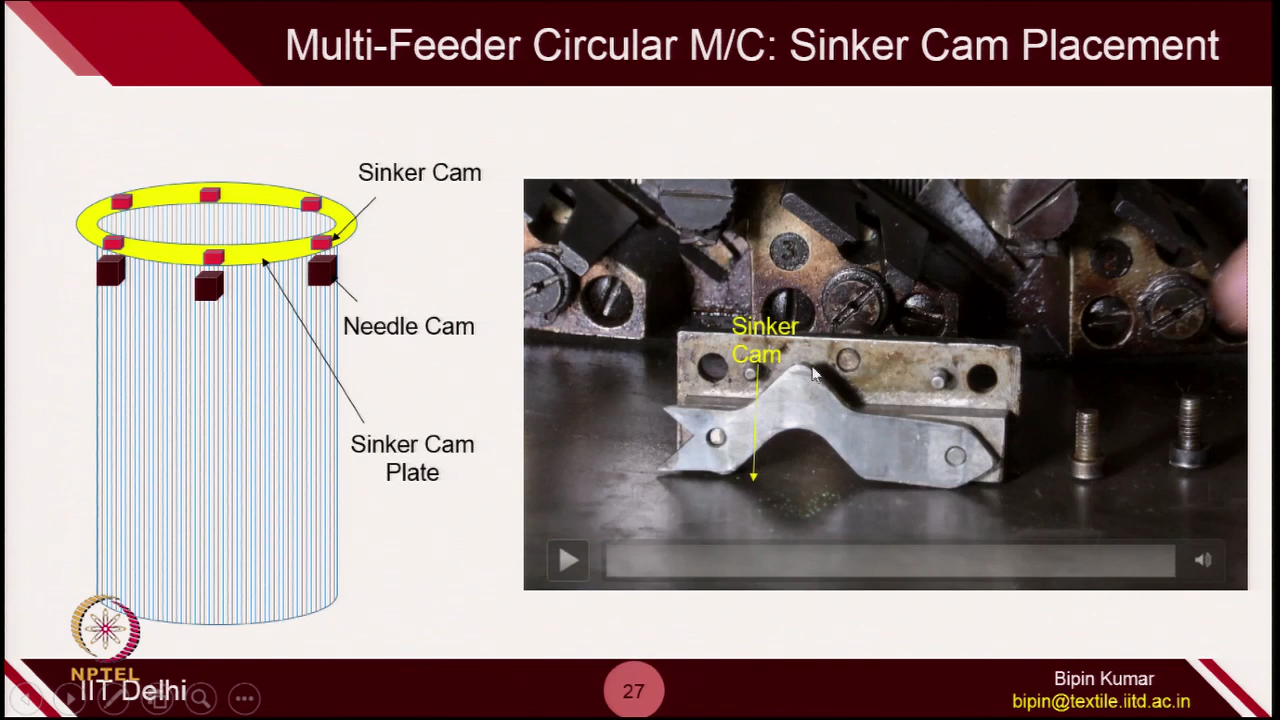 Multi-Feeder Circular M/C: Sinker Cam Placement
Sinker Cam
Needle Cam
Sinker Cam
Plate
3
Sinker
Cam
NPTEL
IIT Delhi
27
Bipin Kumar
bipin@textile.iitd.ac.in